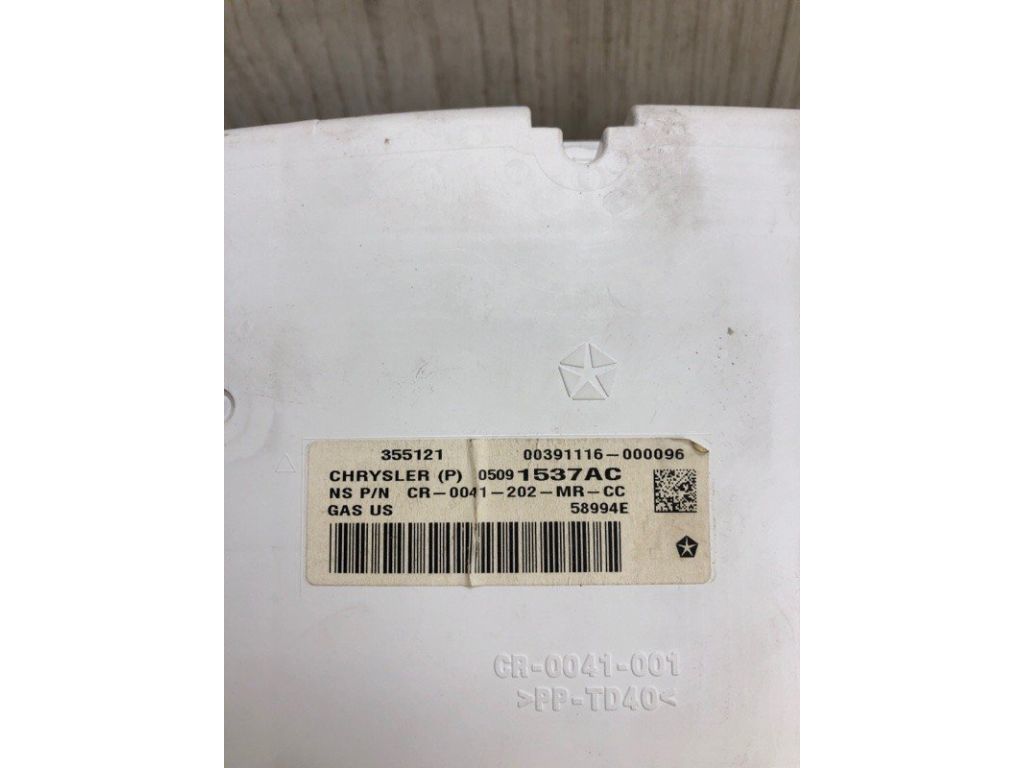 355121 00391116-000096
CHRYSLER (P) 05091537AC
NS P/N CR-0041-202-MR-CC
GAS US 58994E
CR-0041-001
>PP-TD40<